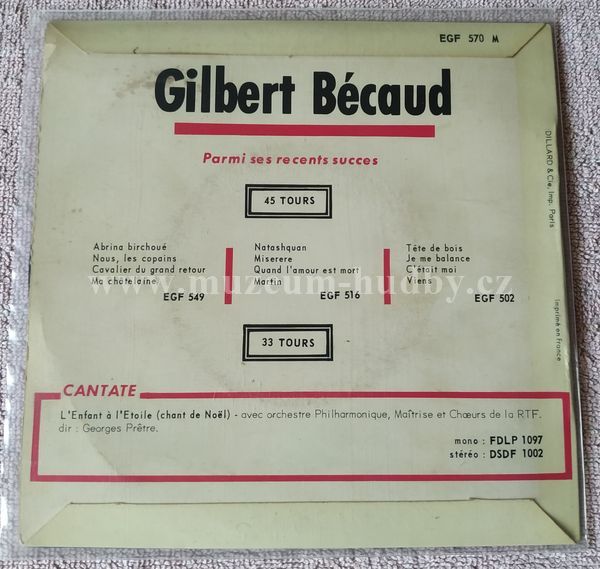 EGF 570 M
Gilbert Bécaud
Parmi ses recents succes
45 TOURS
Abrina birchoué
Nous, les copains
Cavalier du grand retour
Ma châtelaine
EGF 549
Natashquan
Miserere
Quand l'amour est mort
Martin
EGF 516
Tête de bois
Je me balance
C'était moi
Viens
EGF 502
www.muzeum-hudby.cz
33 TOURS
CANTATE
L'Enfant à l'Etoile (chant de Noël) - avec orchestre Philharmonique, Maîtrise et Chœurs de la RTF.
dir : Georges Prêtre.
mono : FDLP 1097
stéréo : DSDF 1002
DILLARD & Cie, Imp. Paris
Imprimé en France